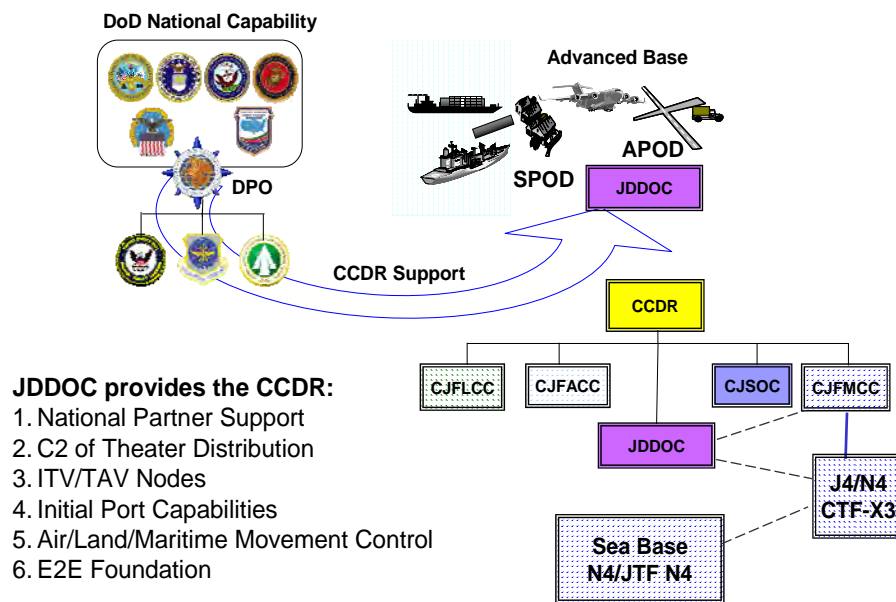 DoD National Capability
Advanced Base
APOD
SPOD
DPO
JDDOC
CCDR Support
CCDR
CJFLCC
CJFACC
CJSOC
CJFMCC
JDDOC
J4/N4
CTF-X3
Sea Base
N4/JTF N4
JDDOC provides the CCDR:
1. National Partner Support
2. C2 of Theater Distribution
3. ITV/TAV Nodes
4. Initial Port Capabilities
5. Air/Land/Maritime Movement Control
6. E2E Foundation